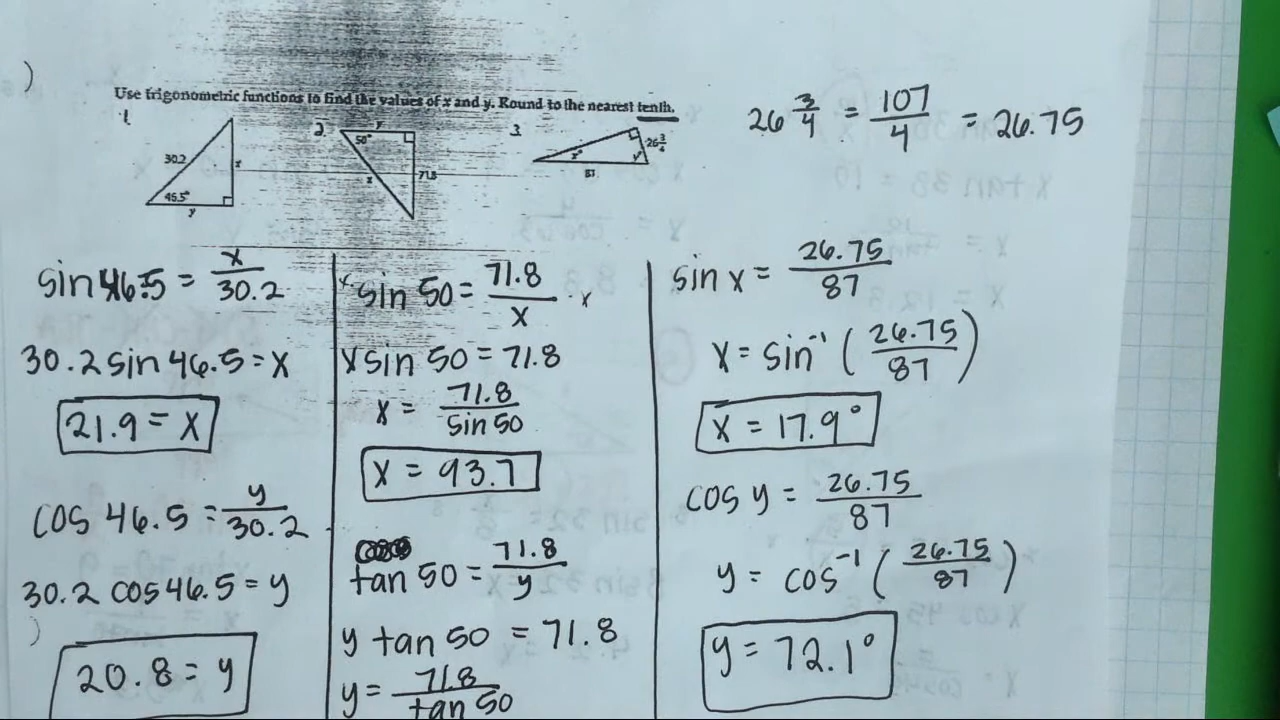 )
Use trigonometric functions to find the values of x and y. Round to the nearest tenth.
1
30.2
x
46.5°
y
2
y
50°
x
71.8
3
x°
y°
26 3/4
87
26 3/4 = 107/4 = 26.75
sin 46.5 = x/30.2
30.2 sin 46.5 = x
21.9 = x
cos 46.5 = y/30.2
30.2 cos 46.5 = y
)
20.8 = y
x· sin 50 = 71.8/x · x
x sin 50 = 71.8
x = 71.8/sin 50
x = 93.7
tan 50 = 71.8/y
y tan 50 = 71.8
y = 71.8/tan 50
sin x = 26.75/87
x = sin⁻¹ (26.75/87)
x = 17.9°
cos y = 26.75/87
y = cos⁻¹ (26.75/87)
y = 72.1°